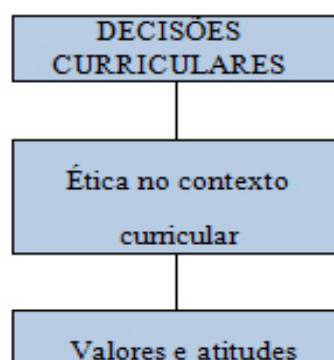 DECISÕES
CURRICULARES
Ética no contexto
curricular
Valores e atitudes